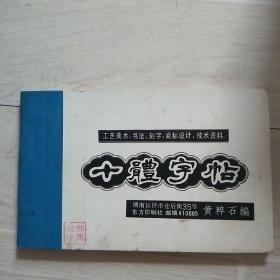 工艺美术，书法，刻字，商标设计，技术资料.
十體字帖
湖南长沙市仓后街35号
东方印刷社 邮编410005 黄粹石编